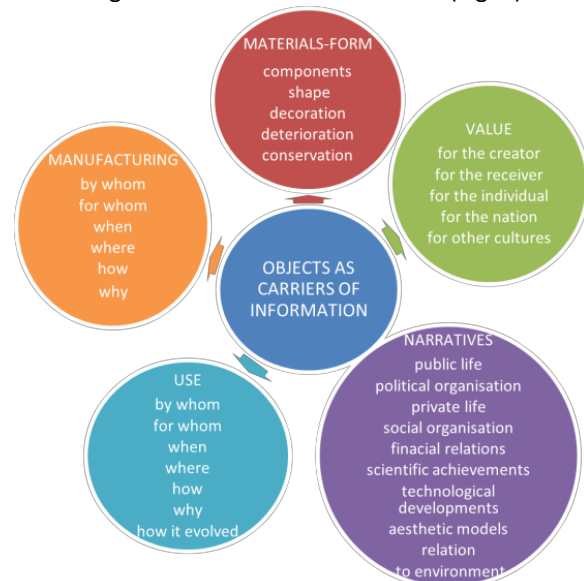 MATERIALS-FORM
components
shape
decoration
deterioration
conservation
VALUE
for the creator
for the receiver
for the individual
for the nation
for other cultures
MANUFACTURING
by whom
for whom
when
where
how
why
OBJECTS AS
CARRIERS OF
INFORMATION
USE
by whom
for whom
when
where
how
why
how it evolved
NARRATIVES
public life
political organisation
private life
social organisation
finacial relations
scientific achievements
technological
developments
aesthetic models
relation
to environment